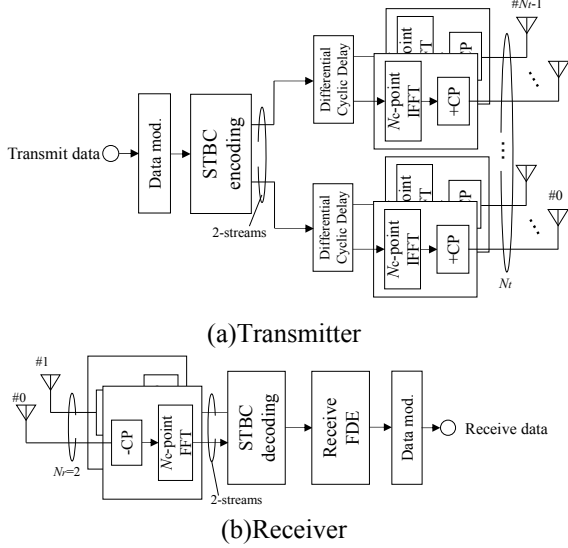 #Nt-1
Differential
Cyclic Delay
Nc-point
IFFT
+CP
Transmit data
Data mod.
STBC
encoding
2-streams
Differential
Cyclic Delay
Nc-point
IFFT
+CP
#0
Nt
(a)Transmitter
#1
#0
Nr=2
-CP
Nc-point
FFT
2-streams
STBC
decoding
Receive
FDE
Data mod.
Receive data
(b)Receiver